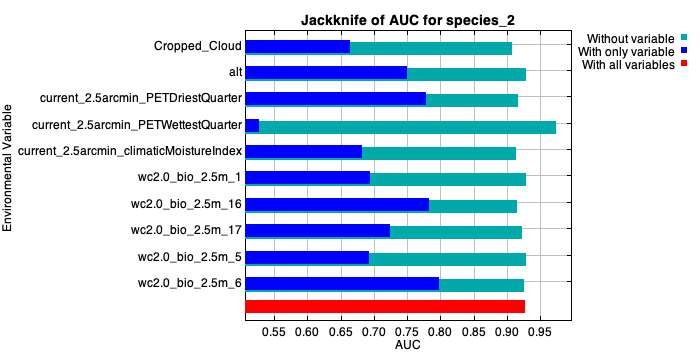 Jackknife of AUC for species_2
Without variable
With only variable
With all variables
Environmental Variable
Cropped_Cloud
alt
current_2.5arcmin_PETDriestQuarter
current_2.5arcmin_PETWettestQuarter
current_2.5arcmin_climaticMoistureIndex
wc2.0_bio_2.5m_1
wc2.0_bio_2.5m_16
wc2.0_bio_2.5m_17
wc2.0_bio_2.5m_5
wc2.0_bio_2.5m_6
0.55 0.60 0.65 0.70 0.75 0.80 0.85 0.90 0.95
AUC